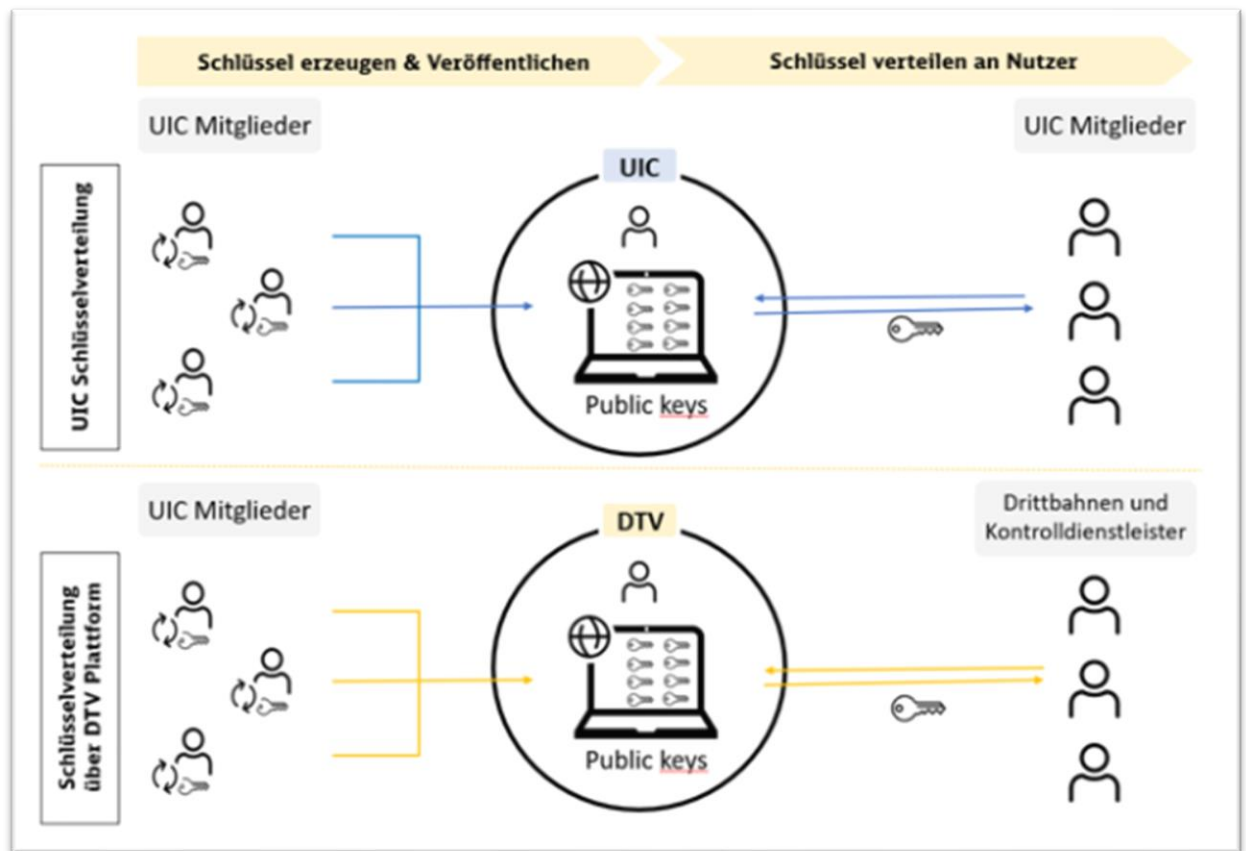 Schlüssel erzeugen & Veröffentlichen
Schlüssel verteilen an Nutzer
UIC Mitglieder
UIC Mitglieder
UIC Schlüsselverteilung
UIC
Public keys
UIC Mitglieder
Drittbahnen und
Kontrolldienstleister
Schlüsselverteilung
über DTV Plattform
DTV
Public keys